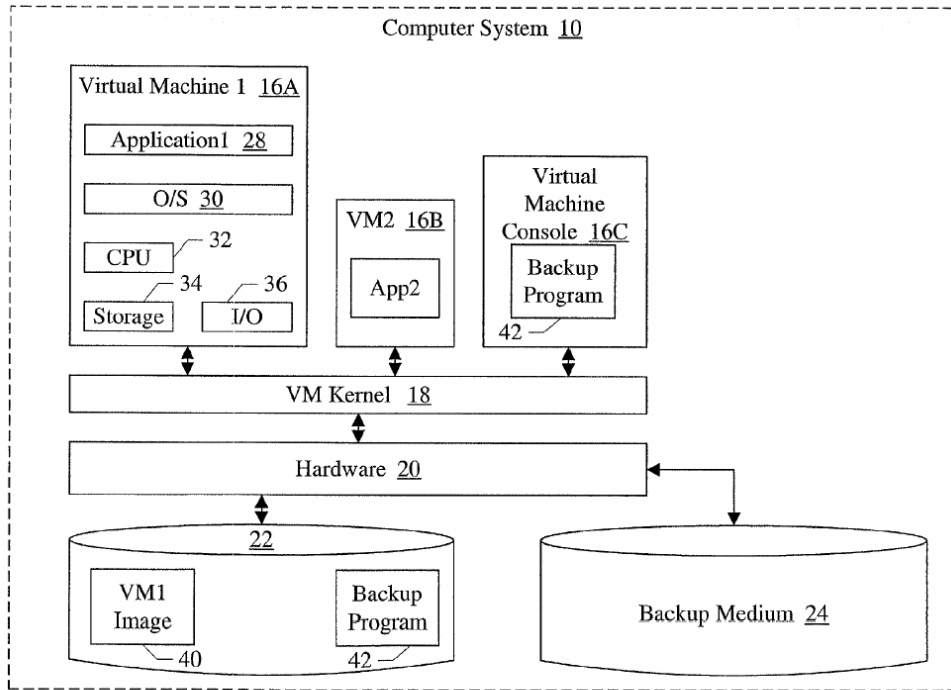 Computer System 10
Virtual Machine 1 16A
Application1 28
O/S 30
32
CPU
34
36
Storage
I/O
VM2 16B
App2
Virtual
Machine
Console 16C
Backup
Program
42
VM Kernel 18
Hardware 20
22
VM1
Image
40
Backup
Program
42
Backup Medium 24